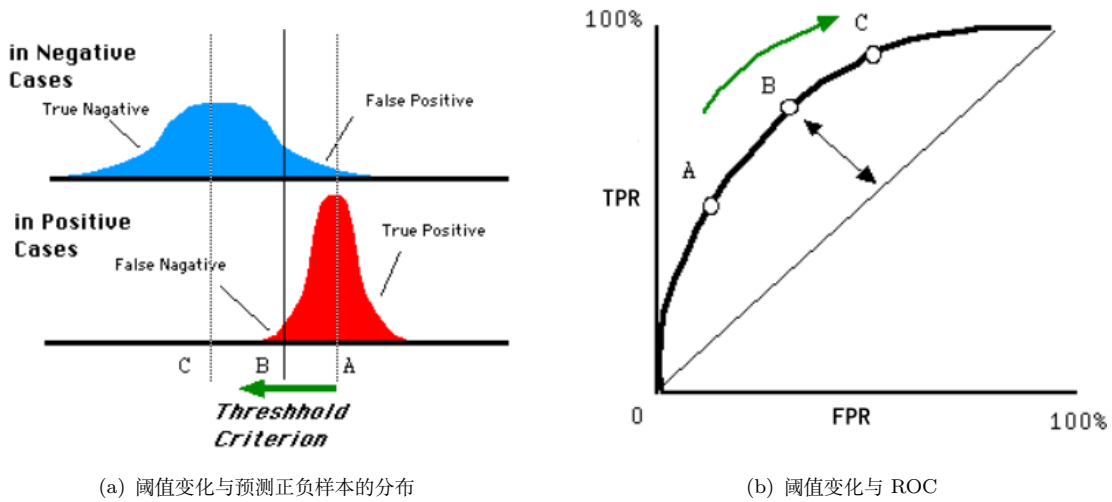 in Negative
Cases
True Nagative
False Positive
in Positive
Cases
True Positive
False Nagative
C
B
A
Threshhold
Criterion
(a) 阈值变化与预测正负样本的分布
100%
C
B
A
TPR
0
FPR
100%
(b) 阈值变化与 ROC